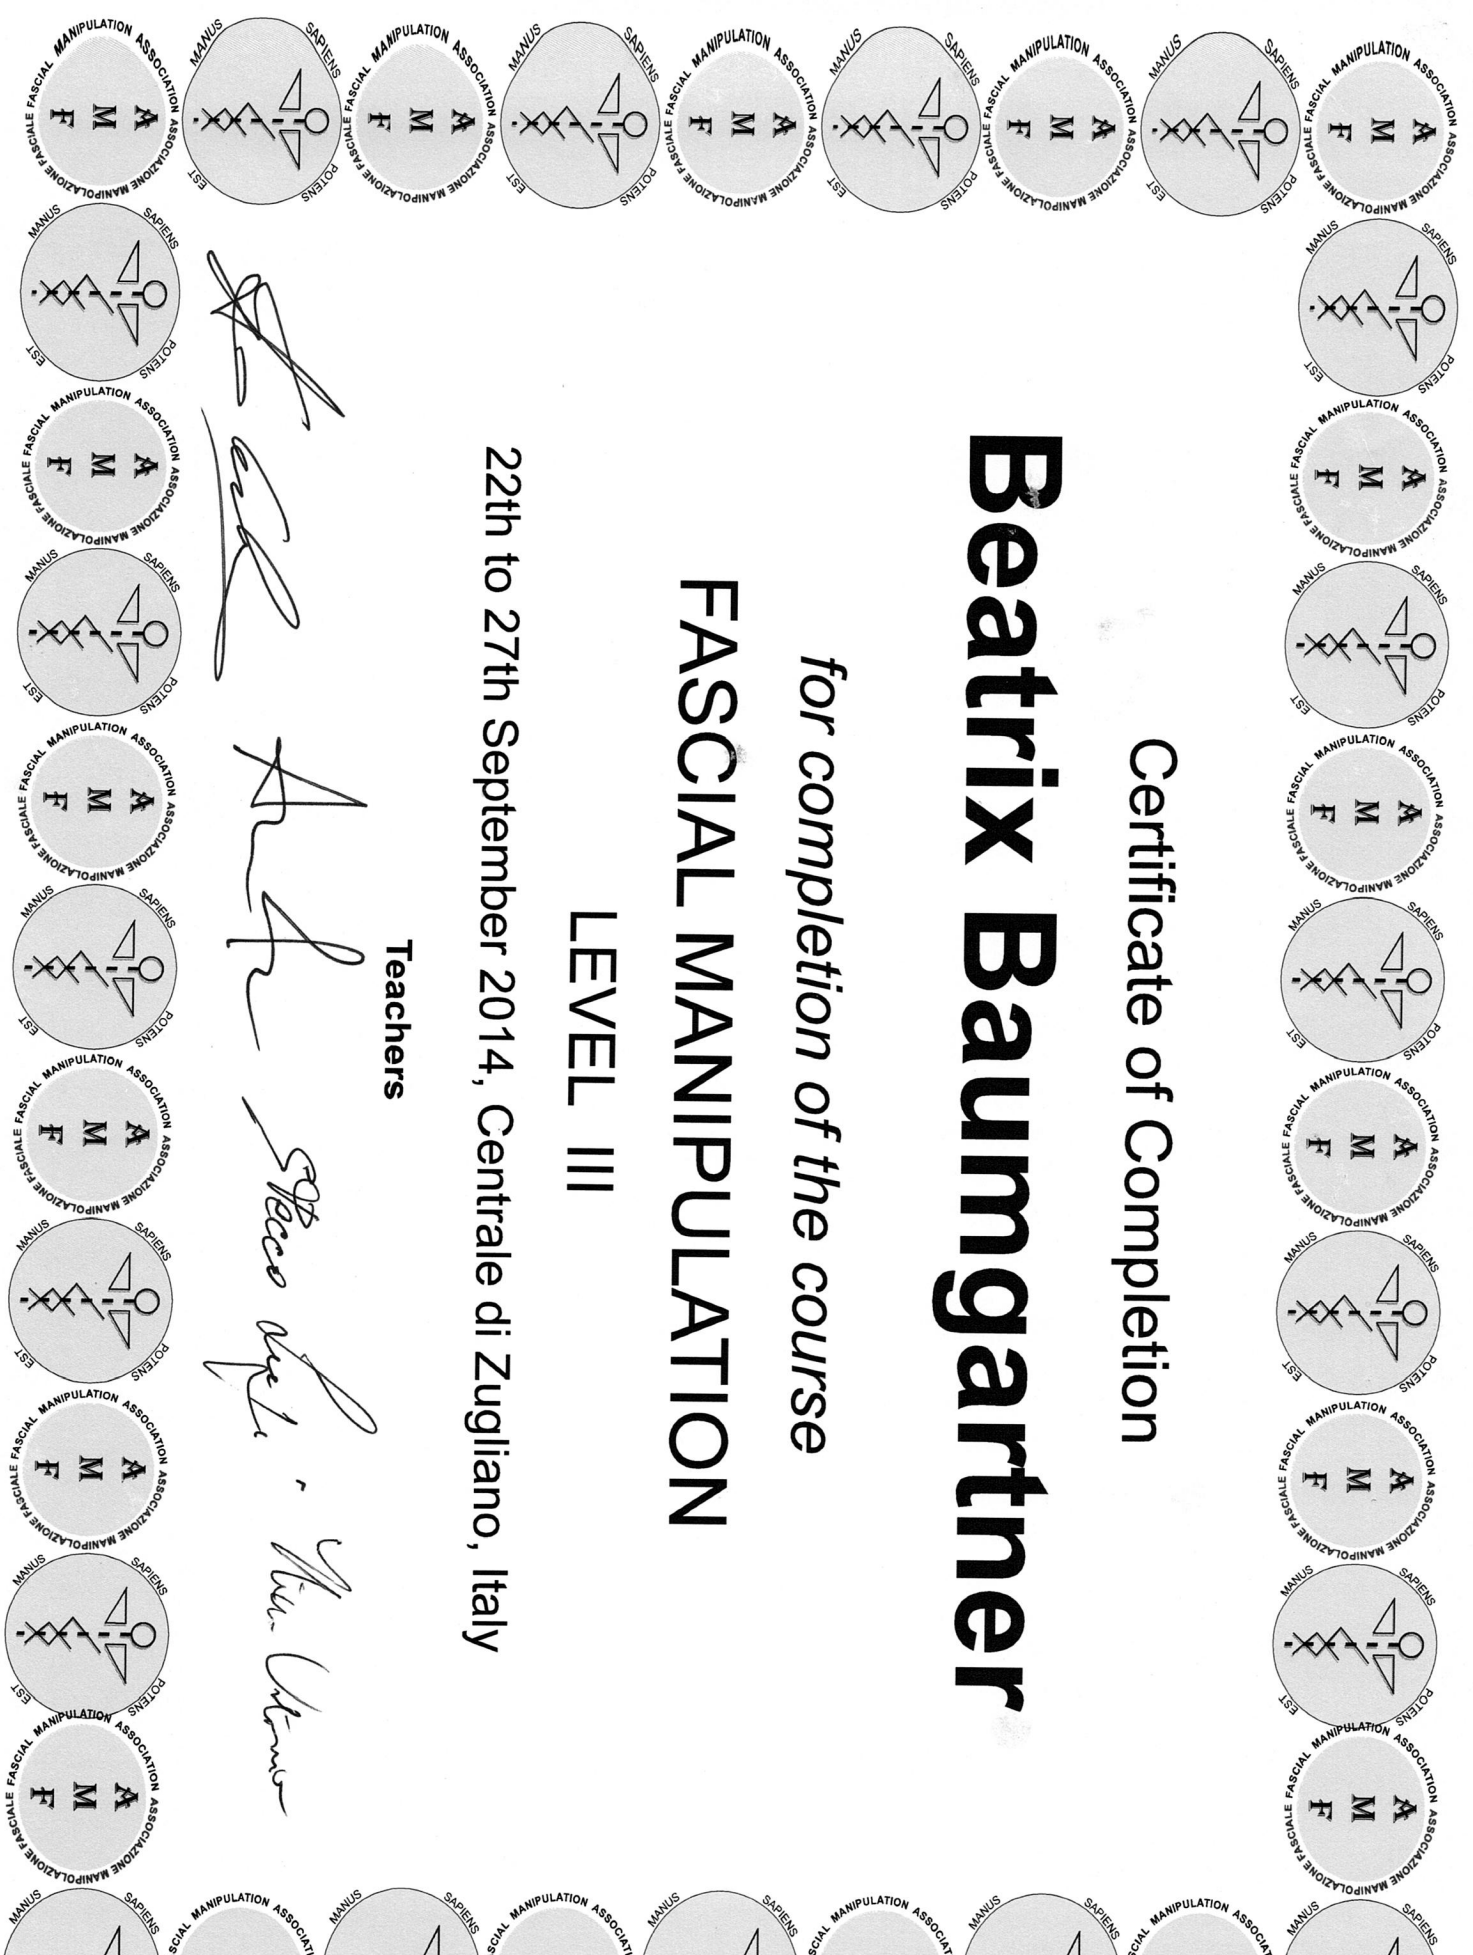 Certificate of Completion
Beatrix Baumgartner
for completion of the course
FASCIAL MANIPULATION
LEVEL III
22th to 27th September 2014, Centrale di Zugliano, Italy
Teachers
Stecco
FASCIAL MANIPULATION ASSOCIATION ASSOCIAZIONE MANIPOLAZIONE FASCIALE
A
M
F
MANUS SAPIENS POTENS EST